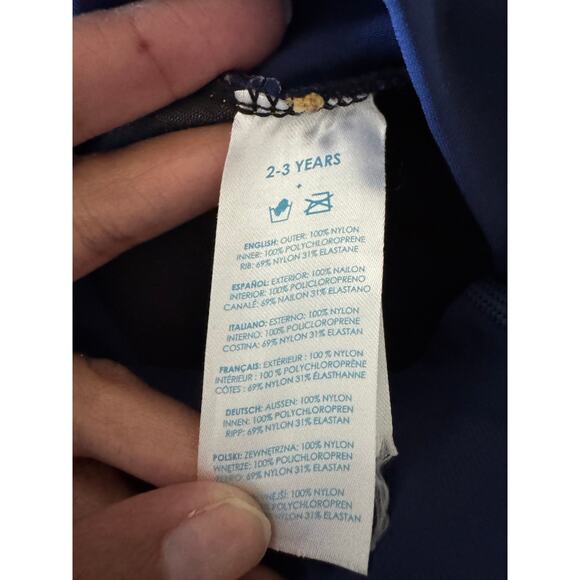 2-3 YEARS
ENGLISH: OUTER: 100% NYLON
INNER: 100% POLYCHLOROPRENE
RIB: 69% NYLON 31% ELASTANE
ESPAÑOL: EXTERIOR: 100% NAILON
INTERIOR: 100% POLICLOROPRENO
CANALÉ: 69% NAILON 31% ELASTANO
ITALIANO: ESTERNO: 100% NYLON
INTERNO: 100% POLICLOROPRENE
COSTINA: 69% NYLON 31% ELASTAN
FRANÇAIS: EXTÉRIEUR : 100 % NYLON
INTÉRIEUR : 100 % POLYCHLOROPRÈNE
CÔTES : 69% NYLON 31% ÉLASTHANNE
DEUTSCH: AUSSEN: 100% NYLON
INNEN: 100% POLYCHLOROPREN
RIPP: 69% NYLON 31% ELASTAN
POLSKI: ZEWNĘTRZNA: 100% NYLON
WNĘTRZE: 100% POLICHLOROPREN
69% NYLON 31% ELASTAN
100% NYLON
100% POLYCHLOROPREN
NYLON 31% ELASTAN